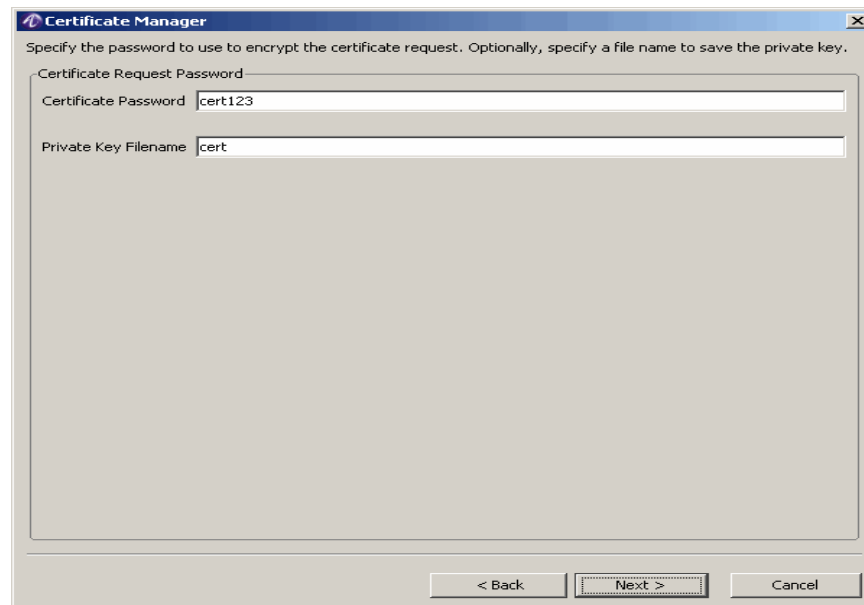 Certificate Manager
Specify the password to use to encrypt the certificate request. Optionally, specify a file name to save the private key.
Certificate Request Password
Certificate Password cert123
Private Key Filename cert
< Back Next > Cancel